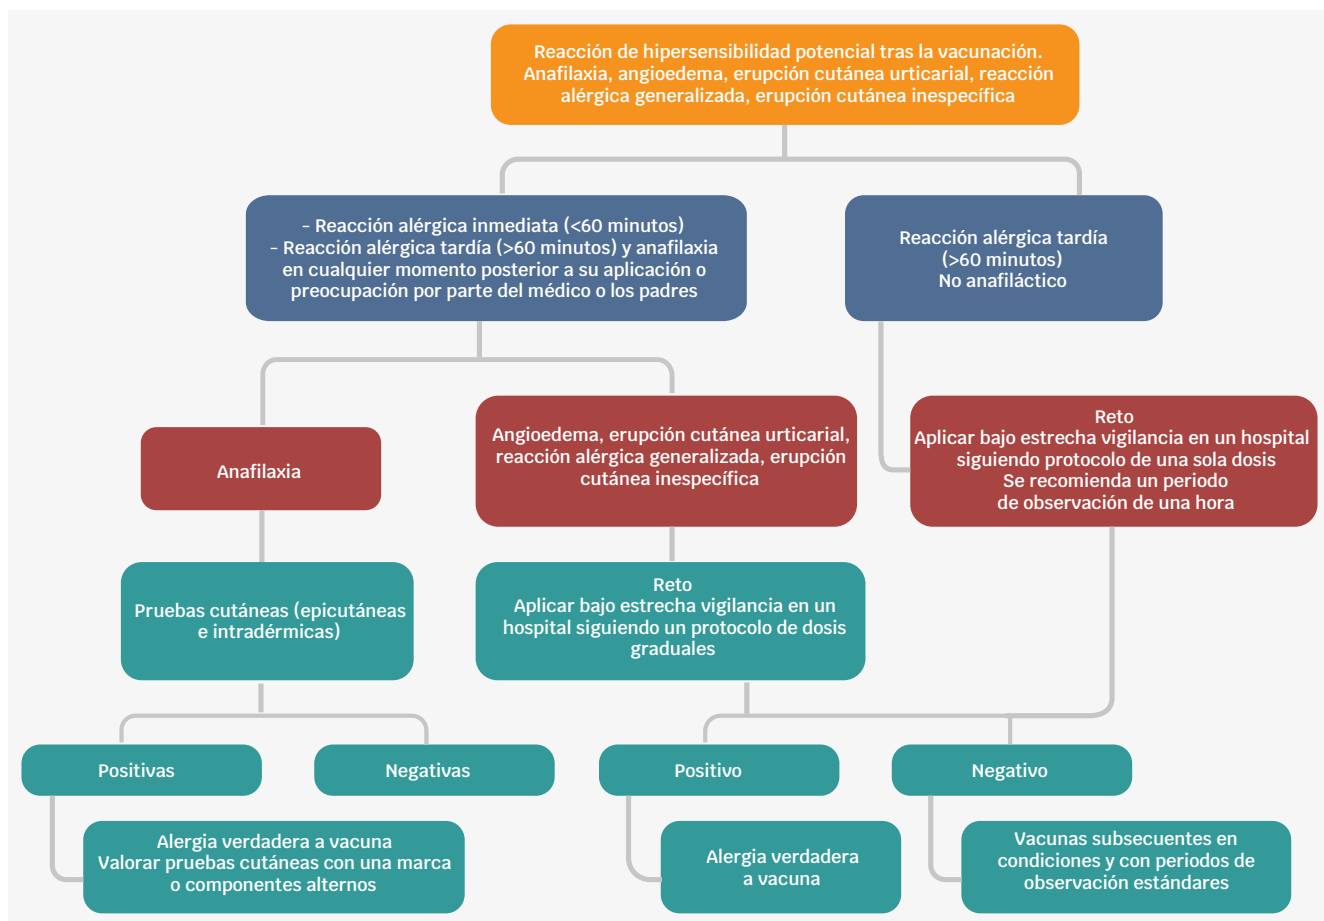 Reacción de hipersensibilidad potencial tras la vacunación.
Anafilaxia, angioedema, erupción cutánea urticarial, reacción
alérgica generalizada, erupción cutánea inespecífica
– Reacción alérgica inmediata (<60 minutos)
– Reacción alérgica tardía (>60 minutos) y anafilaxia
en cualquier momento posterior a su aplicación o
preocupación por parte del médico o los padres
Reacción alérgica tardía
(>60 minutos)
No anafiláctico
Anafilaxia
Angioedema, erupción cutánea urticarial,
reacción alérgica generalizada, erupción
cutánea inespecífica
Reto
Aplicar bajo estrecha vigilancia en un hospital
siguiendo protocolo de una sola dosis
Se recomienda un periodo
de observación de una hora
Pruebas cutáneas (epicutáneas
e intradérmicas)
Reto
Aplicar bajo estrecha vigilancia en un
hospital siguiendo un protocolo de dosis
graduales
Positivas
Negativas
Positivo
Negativo
Alergia verdadera a vacuna
Valorar pruebas cutáneas con una marca
o componentes alternos
Alergia verdadera
a vacuna
Vacunas subsecuentes en
condiciones y con periodos de
observación estándares